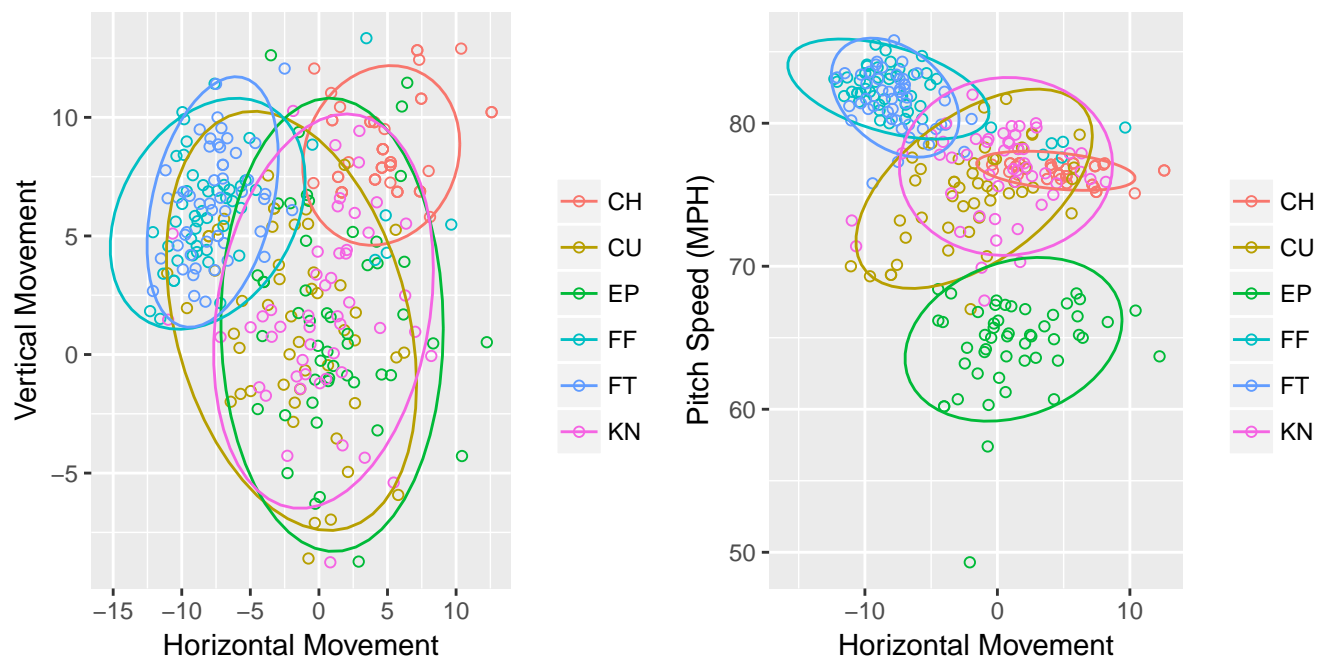 Vertical Movement
10
5
0
−5
−15
−10
−5
0
5
10
Horizontal Movement
CH
CU
EP
FF
FT
KN
Pitch Speed (MPH)
80
70
60
50
−10
0
10
Horizontal Movement
CH
CU
EP
FF
FT
KN